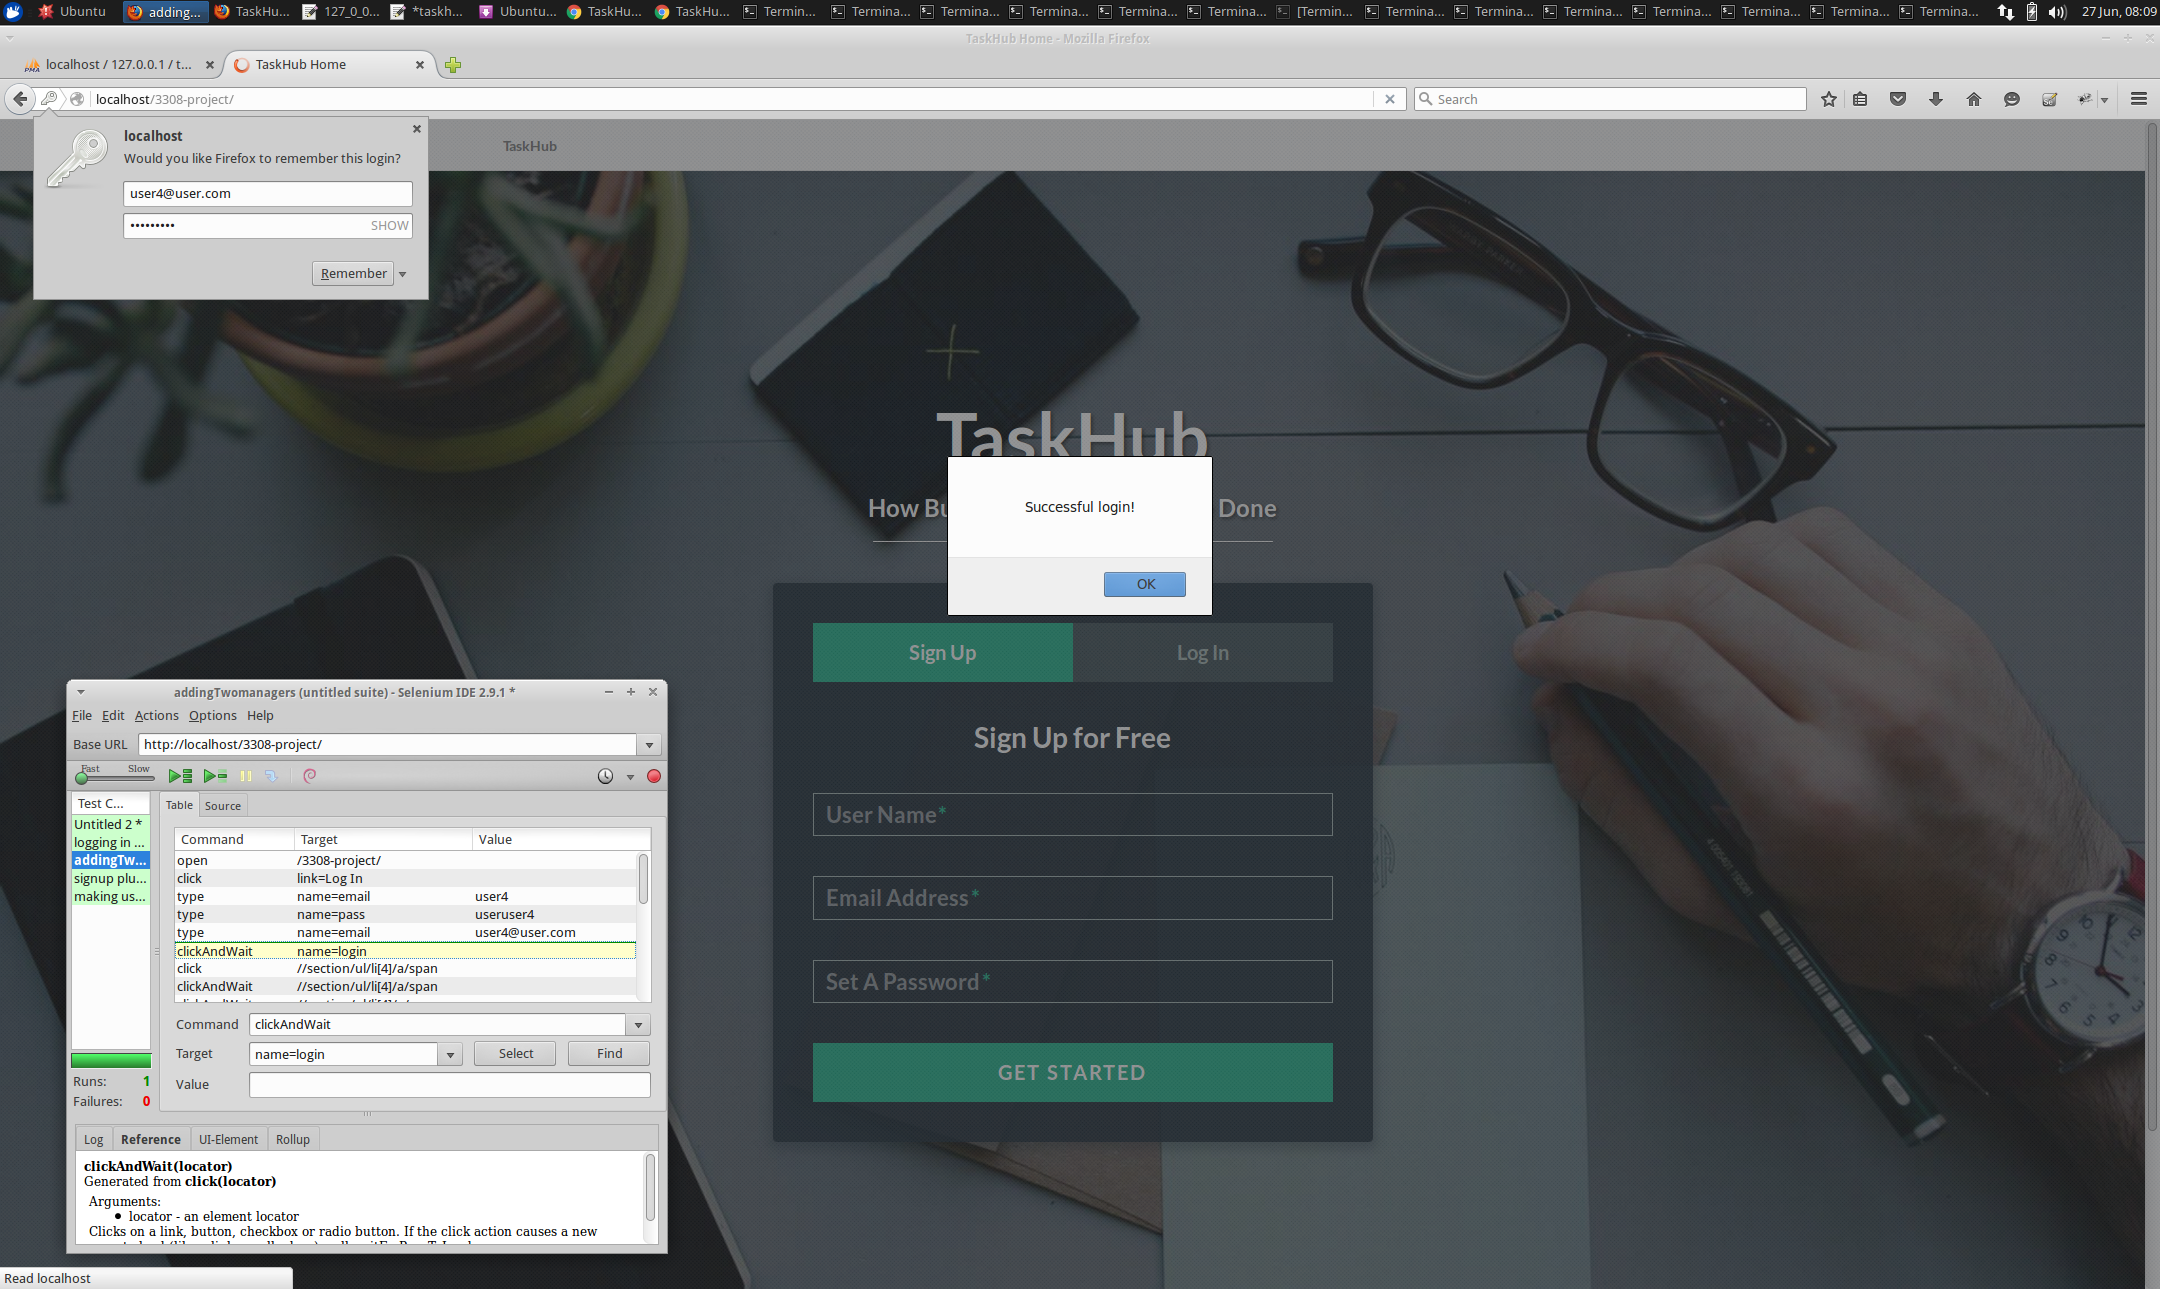 Ubuntu
adding...
TaskHu...
127_0_0...
*taskh...
Ubuntu...
TaskHu...
TaskHu...
Termin...
Termina...
Termina...
Termina...
Termina...
Termina...
[Termin...
Termina...
Termina...
Termina...
Termina...
Termina...
Termina...
Termina...
27 Jun, 08:09
TaskHub Home - Mozilla Firefox
PMA
localhost / 127.0.0.1 / t...
TaskHub Home
localhost/3308-project/
Search
localhost
Would you like Firefox to remember this login?
user4@user.com
SHOW
Remember
TaskHub
TaskHub
How Bu
Done
Successful login!
OK
Sign Up
Log In
Sign Up for Free
User Name*
Email Address*
Set A Password*
GET STARTED
addingTwomanagers (untitled suite) - Selenium IDE 2.9.1 *
File Edit Actions Options Help
Base URL http://localhost/3308-project/
Fast Slow
Test C...
Untitled 2 *
logging in ...
addingTw...
signup plu...
making us...
Runs: 1
Failures: 0
Table Source
Command Target Value
open /3308-project/
click link=Log In
type name=email user4
type name=pass useruser4
type name=email user4@user.com
clickAndWait name=login
click //section/ul/li[4]/a/span
clickAndWait //section/ul/li[4]/a/span
Command clickAndWait
Target name=login Select Find
Value
Log Reference UI-Element Rollup
clickAndWait(locator)
Generated from click(locator)
Arguments:
• locator - an element locator
Clicks on a link, button, checkbox or radio button. If the click action causes a new
Read localhost